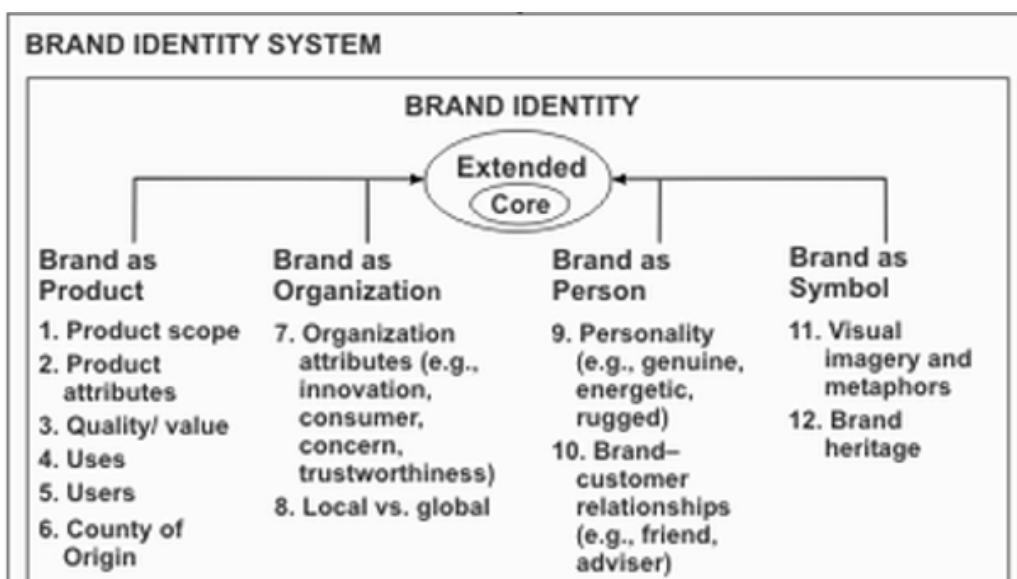 BRAND IDENTITY SYSTEM
BRAND IDENTITY
Extended
Core
Brand as
Product
1. Product scope
2. Product
attributes
3. Quality/ value
4. Uses
5. Users
6. County of
Origin
Brand as
Organization
7. Organization
attributes (e.g.,
innovation,
consumer,
concern,
trustworthiness)
8. Local vs. global
Brand as
Person
9. Personality
(e.g., genuine,
energetic,
rugged)
10. Brand–
customer
relationships
(e.g., friend,
adviser)
Brand as
Symbol
11. Visual
imagery and
metaphors
12. Brand
heritage